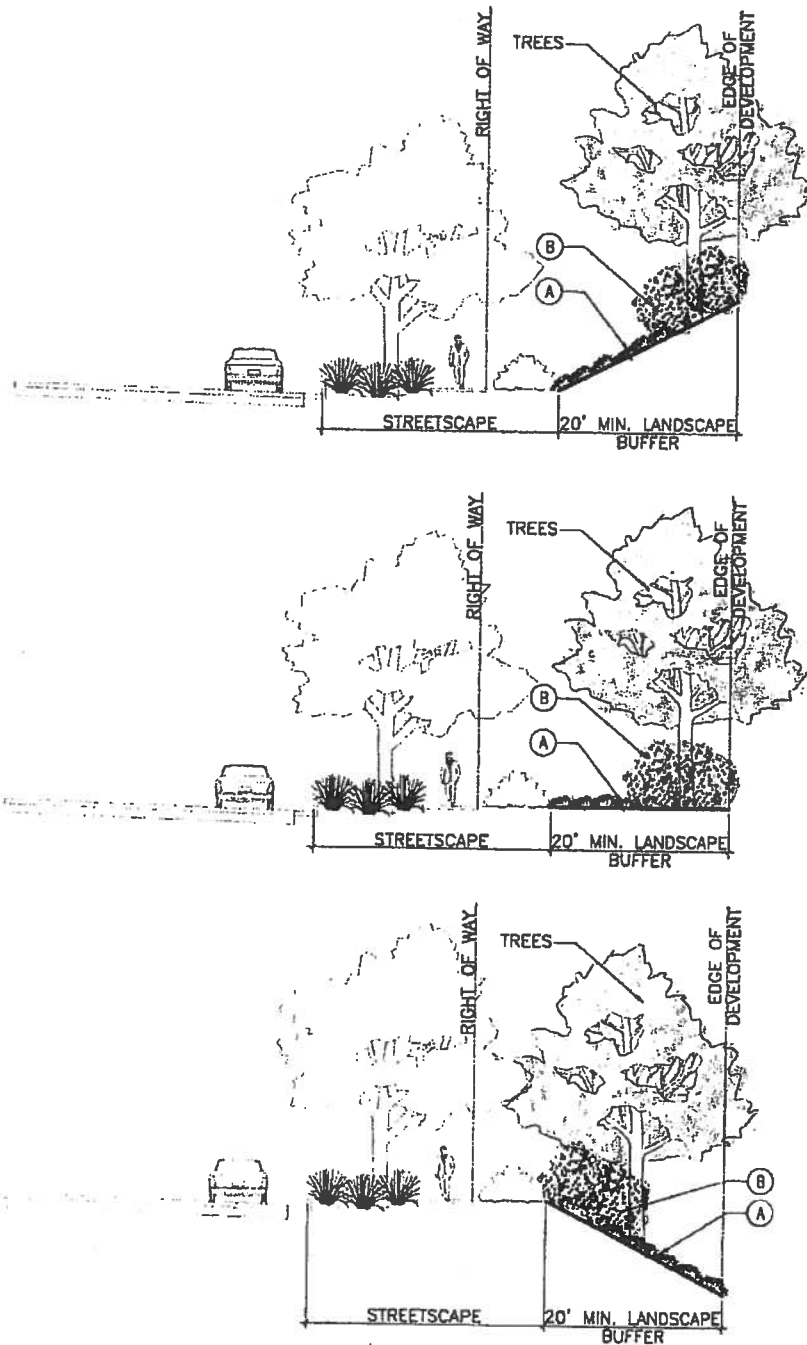 TREES
RIGHT OF WAY
EDGE OF
DEVELOPMENT
B
A
STREETSCAPE
20' MIN. LANDSCAPE
BUFFER
TREES
RIGHT OF WAY
EDGE OF
DEVELOPMENT
B
A
STREETSCAPE
20' MIN. LANDSCAPE
BUFFER
TREES
RIGHT OF WAY
EDGE OF
DEVELOPMENT
B
A
STREETSCAPE
20' MIN. LANDSCAPE
BUFFER